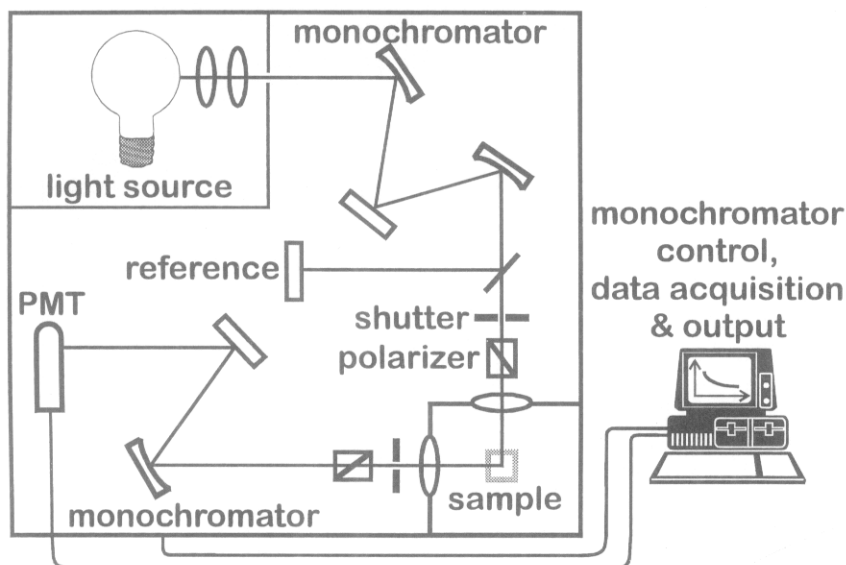 monochromator
light source
monochromator
control,
data acquisition
& output
reference
PMT
shutter
polarizer
sample
monochromator